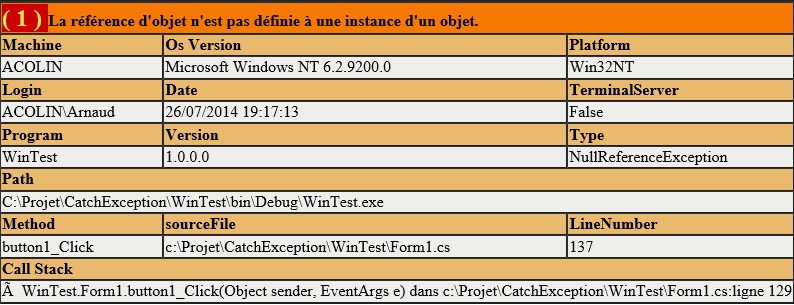 ( 1 ) La référence d'objet n'est pas définie à une instance d'un objet.
Machine Os Version Platform
ACOLIN Microsoft Windows NT 6.2.9200.0 Win32NT
Login Date TerminalServer
ACOLIN\Arnaud 26/07/2014 19:17:13 False
Program Version Type
WinTest 1.0.0.0 NullReferenceException
Path
C:\Projet\CatchException\WinTest\bin\Debug\WinTest.exe
Method sourceFile LineNumber
button1_Click c:\Projet\CatchException\WinTest\Form1.cs 137
Call Stack
Ã WinTest.Form1.button1_Click(Object sender, EventArgs e) dans c:\Projet\CatchException\WinTest\Form1.cs:ligne 129